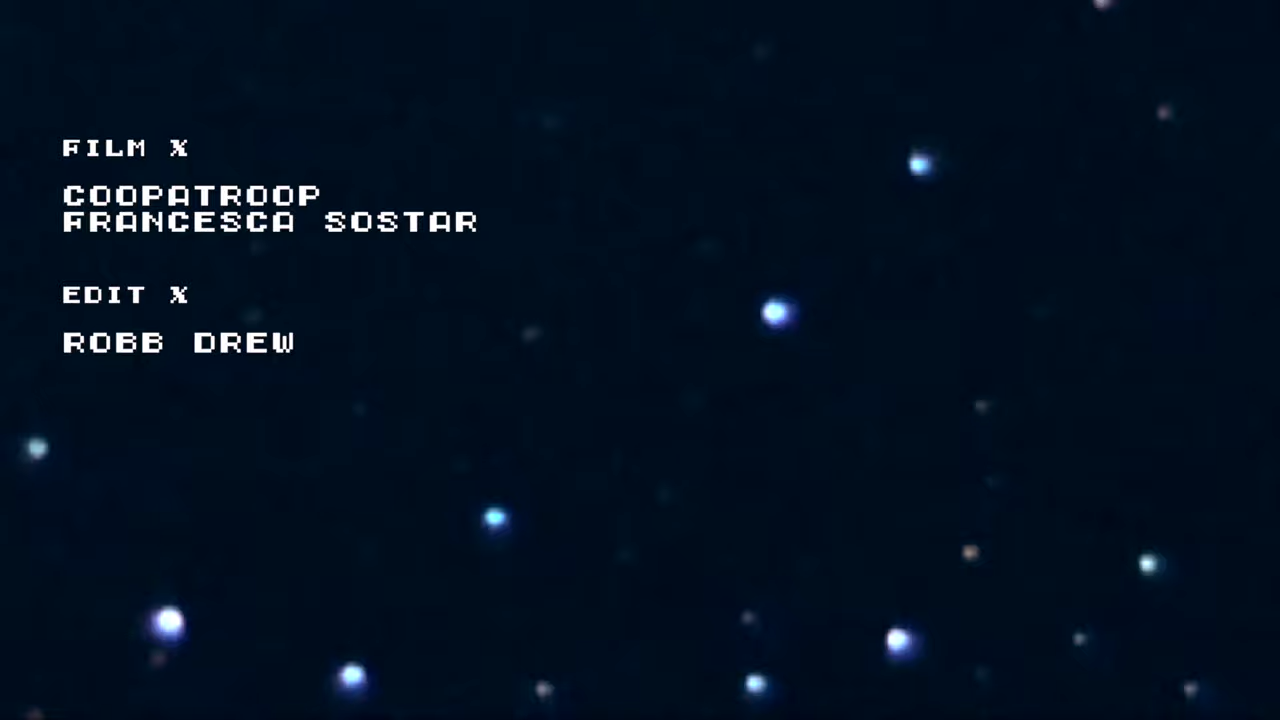 FILM X
COOPATROOP
FRANCESCA SOSTAR
EDIT X
ROBB DREW